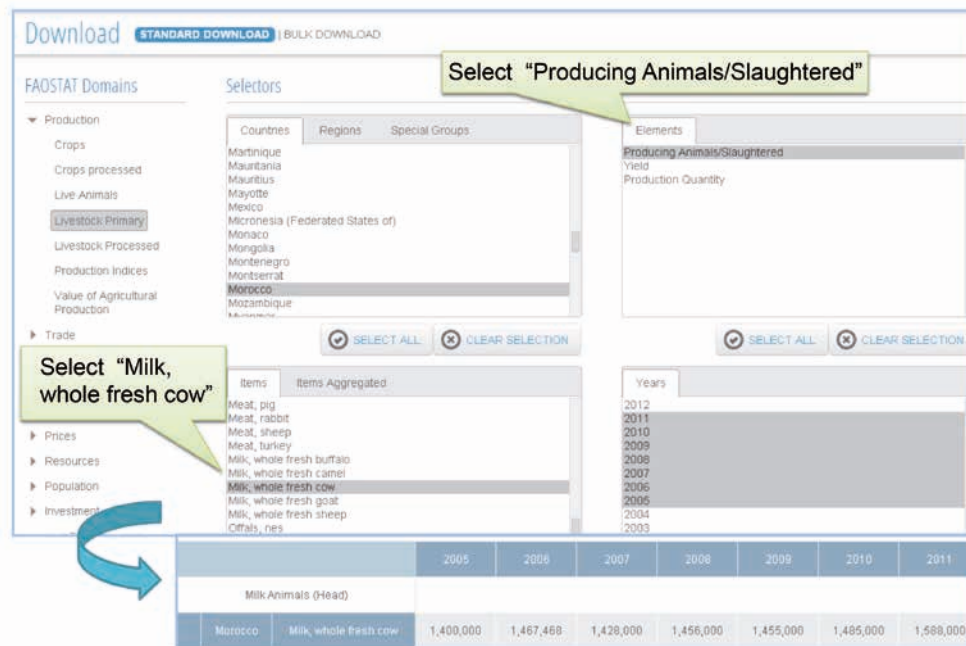 Download STANDARD DOWNLOAD | BULK DOWNLOAD
Select "Producing Animals/Slaughtered"
FAOSTAT Domains
Production
Crops
Crops processed
Live Animals
Livestock Primary
Livestock Processed
Production Indices
Value of Agricultural
Production
Trade
Select "Milk,
whole fresh cow"
Prices
Resources
Population
Investment
Selectors
Countries Regions Special Groups
Martinique
Mauritania
Mauritius
Mayotte
Mexico
Micronesia (Federated States of)
Monaco
Mongolia
Montenegro
Montserrat
Morocco
Mozambique
Myanmar
SELECT ALL CLEAR SELECTION
Elements
Producing Animals/Slaughtered
Yield
Production Quantity
SELECT ALL CLEAR SELECTION
Items Items Aggregated
Meat, pig
Meat, rabbit
Meat, sheep
Meat, turkey
Milk, whole fresh buffalo
Milk, whole fresh camel
Milk, whole fresh cow
Milk, whole fresh goat
Milk, whole fresh sheep
Offals, nes
Years
2012
2011
2010
2009
2008
2007
2006
2005
2004
2003
2005 2006 2007 2008 2009 2010 2011
Milk Animals (Head)
Morocco Milk, whole fresh cow 1,400,000 1,467,468 1,428,000 1,456,000 1,455,000 1,485,000 1,588,000